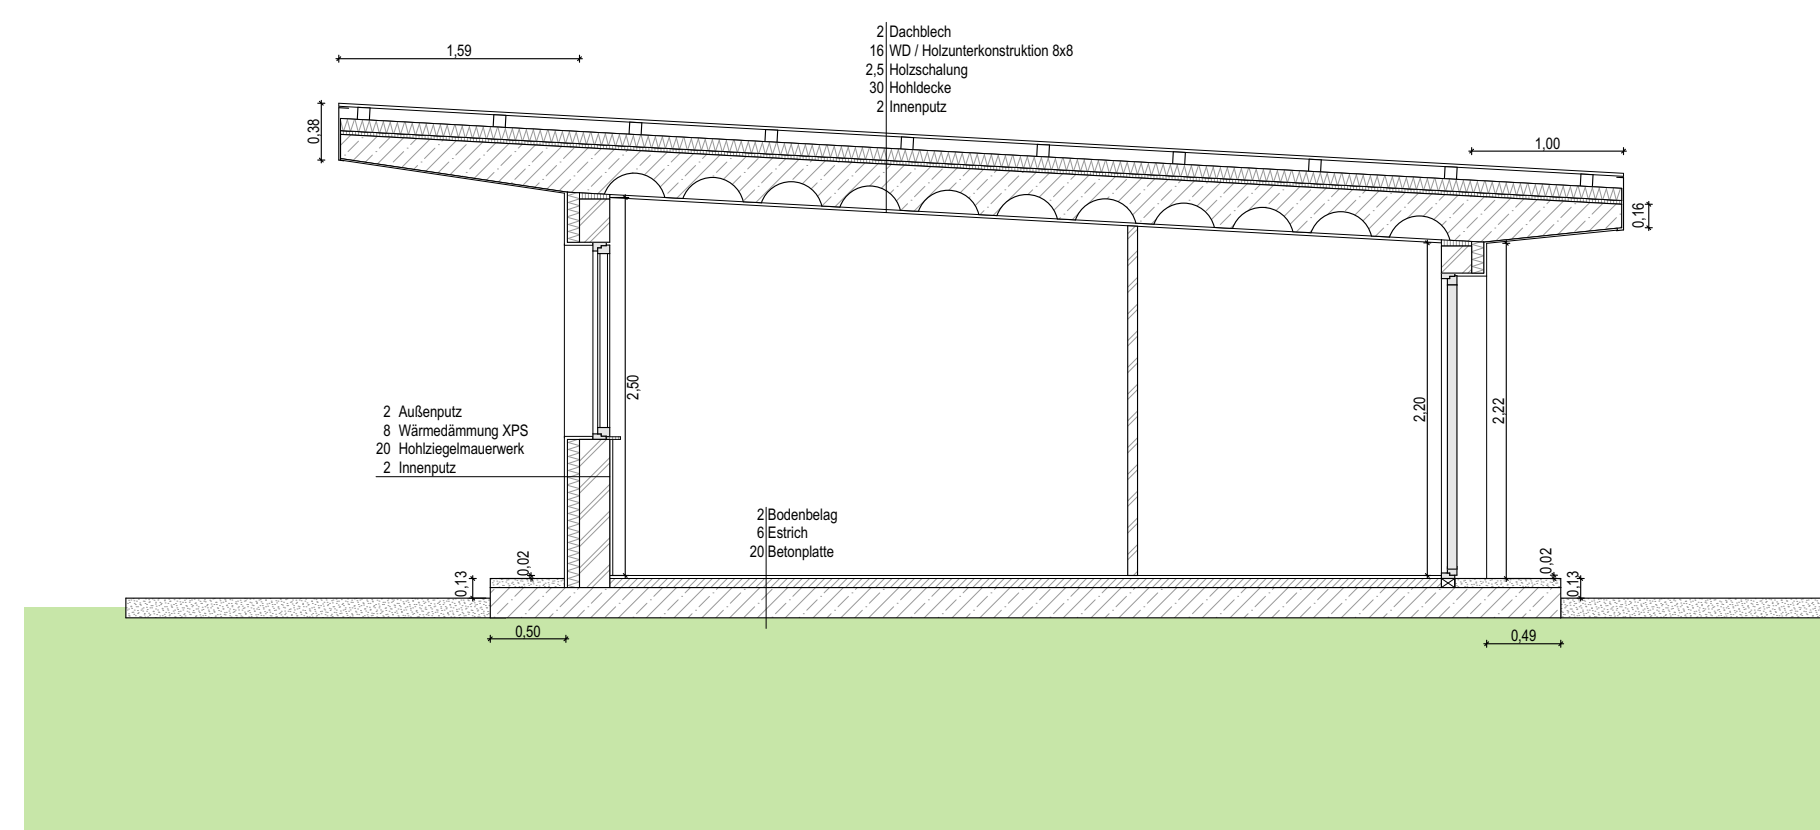 2 Dachblech
16 WD / Holzunterkonstruktion 8x8
2,5 Holzschalung
30 Hohldecke
2 Innenputz
1,59
0,38
1,00
0,16
2,50
2,20
2,22
2 Außenputz
8 Wärmedämmung XPS
20 Hohlziegelmauerwerk
2 Innenputz
2 Bodenbelag
6 Estrich
20 Betonplatte
0,02
0,13
0,02
0,13
0,50
0,49